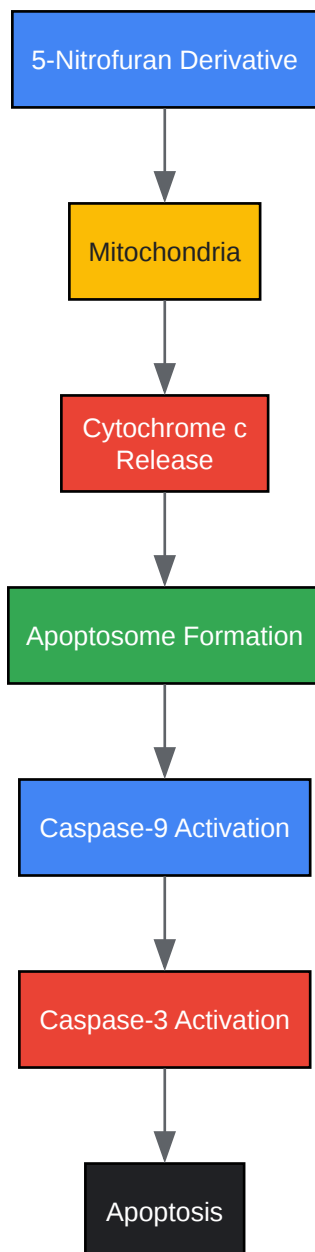 5-Nitrofuran Derivative
Mitochondria
Cytochrome c
Release
Apoptosome Formation
Caspase-9 Activation
Caspase-3 Activation
Apoptosis